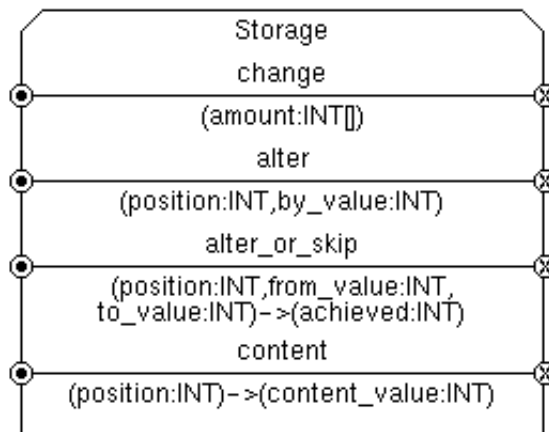 Storage
change
(amount:INT[])
alter
(position:INT,by_value:INT)
alter_or_skip
(position:INT,from_value:INT,
to_value:INT)->(achieved:INT)
content
(position:INT)->(content_value:INT)